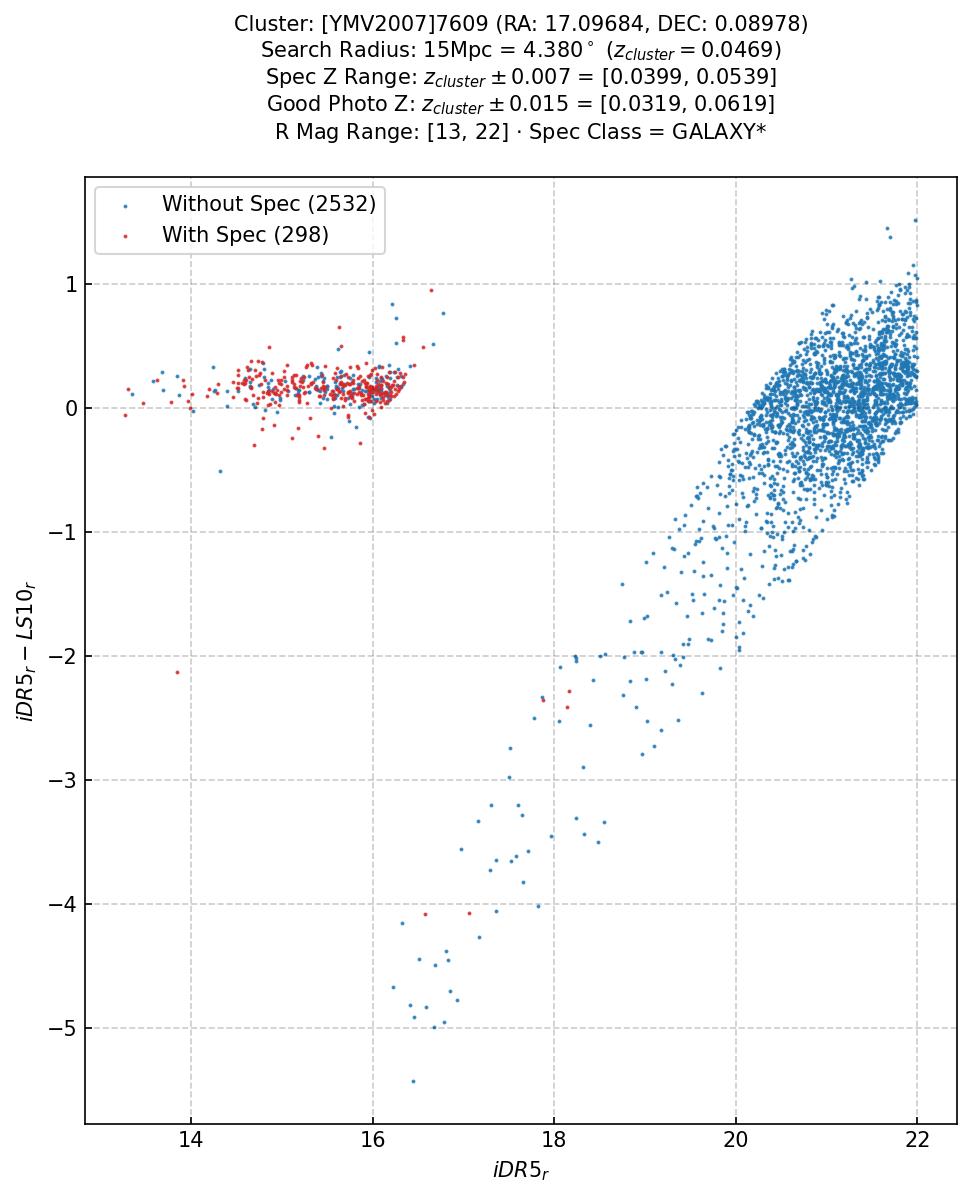 Cluster: [YMV2007]7609 (RA: 17.09684, DEC: 0.08978)
Search Radius: 15Mpc = 4.380° (z_cluster = 0.0469)
Spec Z Range: z_cluster ± 0.007 = [0.0399, 0.0539]
Good Photo Z: z_cluster ± 0.015 = [0.0319, 0.0619]
R Mag Range: [13, 22] · Spec Class = GALAXY*
Without Spec (2532)
With Spec (298)
1
0
−1
−2
−3
−4
−5
iDR5_r − LS10_r
14 16 18 20 22
iDR5_r